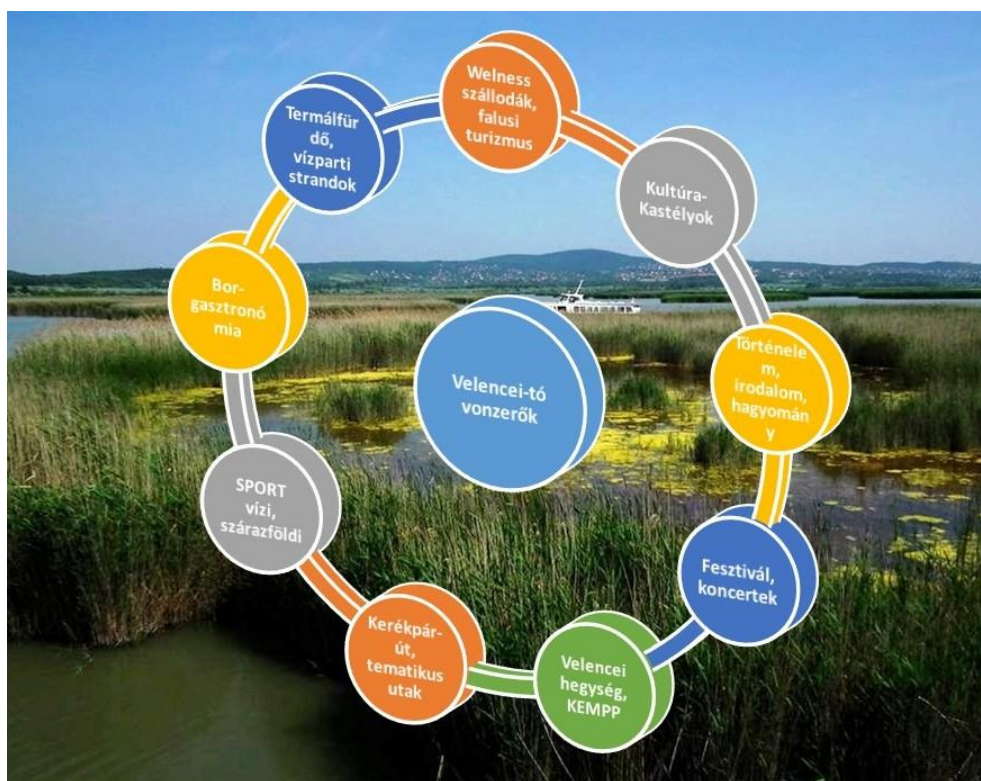 Welness
szállodák,
falusi
turizmus
Kultúra-
Kastélyok
Történele
m,
irodalom,
hagyomán
y
Fesztivál,
koncertek
Velencei
hegység,
KEMPP
Kerékpár-
út,
tematikus
utak
SPORT
vízi,
szárazföldi
Bor-
gasztronó
mia
Termálfür
dő,
vízparti
strandok
Velencei-tó
vonzerők